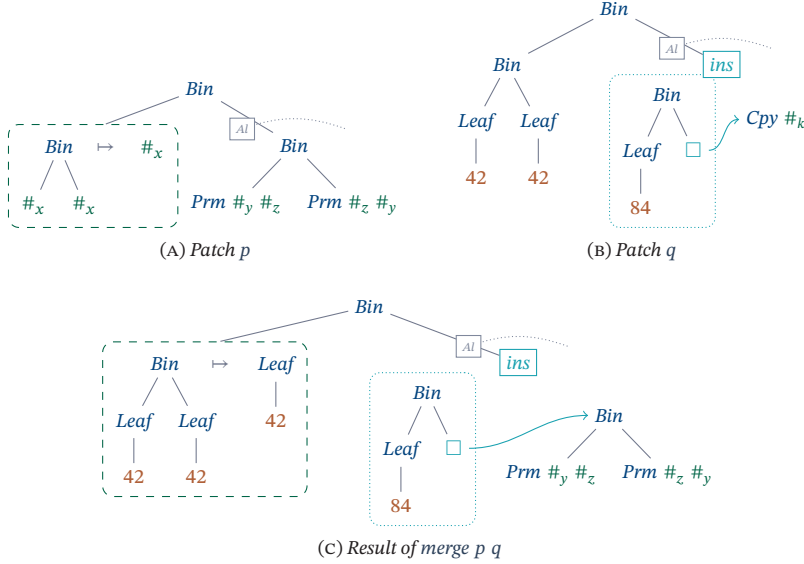 Bin
Al
Bin
ins
Leaf Leaf
42 42
Bin
Leaf
84
Cpy #k
Bin
Al
Bin ↦ #x
#x #x
Bin
Prm #y #z Prm #z #y
(A) Patch p
(B) Patch q
Bin
Al
ins
Bin ↦ Leaf
Leaf Leaf
42
42 42
Bin
Leaf
84
Bin
Prm #y #z Prm #z #y
(C) Result of merge p q